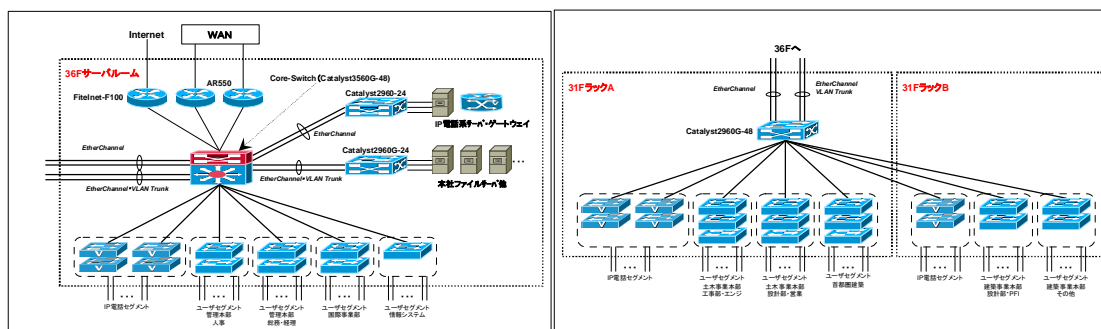 Internet
WAN
36Fサーバルーム
AR550
Fitelnet-F100
Core-Switch(Catalyst3560G-48)
Catalyst2960-24
IP電話系サーバ・ゲートウェイ
EtherChannel
EtherChannel
Catalyst2960G-24
EtherChannel・VLAN Trunk
EtherChannel・VLAN Trunk
本社ファイルサーバ他
...
... ... ... ... ... ...
IP電話セグメント
ユーザセグメント
管理本部
人事
ユーザセグメント
管理本部
総務・経理
ユーザセグメント
国際事業部
ユーザセグメント
情報システム
36Fへ
31FラックA
EtherChannel
EtherChannel
VLAN Trunk
31FラックB
Catalyst2960G-48
... ... ... ... ... ... ... ...
IP電話セグメント
ユーザセグメント
土木事業本部
工事部・エンジ
ユーザセグメント
土木事業本部
設計部・営業
ユーザセグメント
首都圏建築
IP電話セグメント
ユーザセグメント
建築事業本部
設計部・PFI
ユーザセグメント
建築事業本部
その他